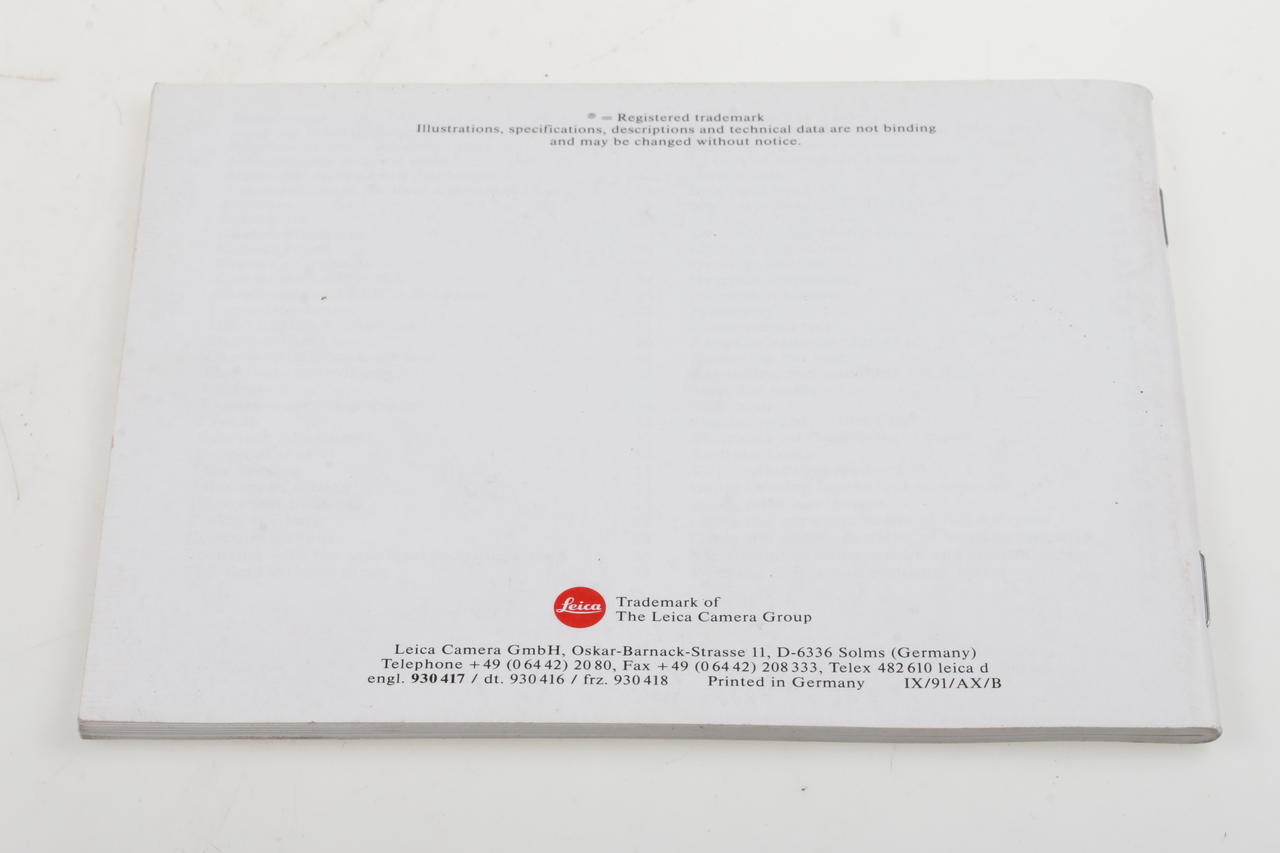 ® = Registered trademark
Illustrations, specifications, descriptions and technical data are not binding
and may be changed without notice.
Leica
Trademark of
The Leica Camera Group
Leica Camera GmbH, Oskar-Barnack-Strasse 11, D-6336 Solms (Germany)
Telephone +49 (0 64 42) 20 80, Fax +49 (0 64 42) 208 333, Telex 482 610 leica d
engl. 930 417 / dt. 930 416 / frz. 930 418 Printed in Germany IX/91/AX/B